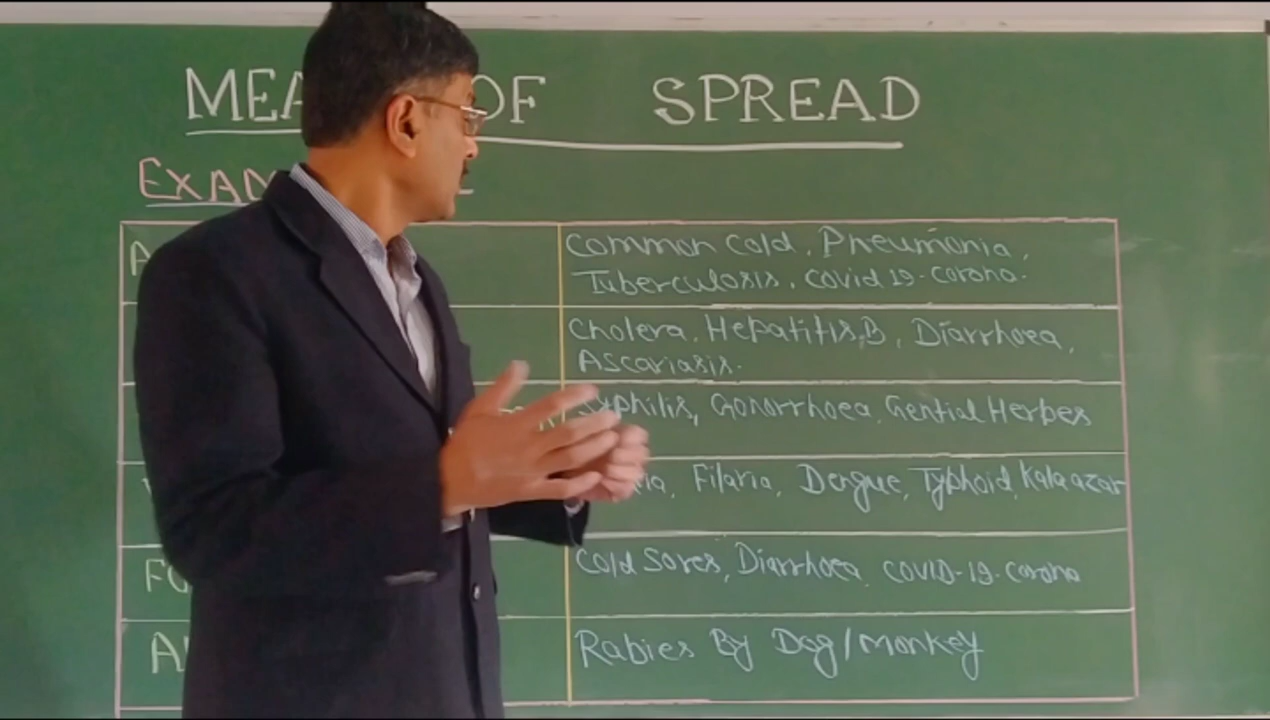 MEA OF SPREAD
EXAM
A
Common Cold, Pneumonia,
Tuberculosis, Covid 19-Corona.
Cholera, Hepatitis,B, Diarrhoea,
Ascariasis.
Syphilis, Gonorrhoea, Gential Herbes
Filaria, Dengue, Typhoid, Kala azar
FO
Cold Sores, Diarrhoea, COVID-19-Corona
A
Rabies By Dog/Monkey